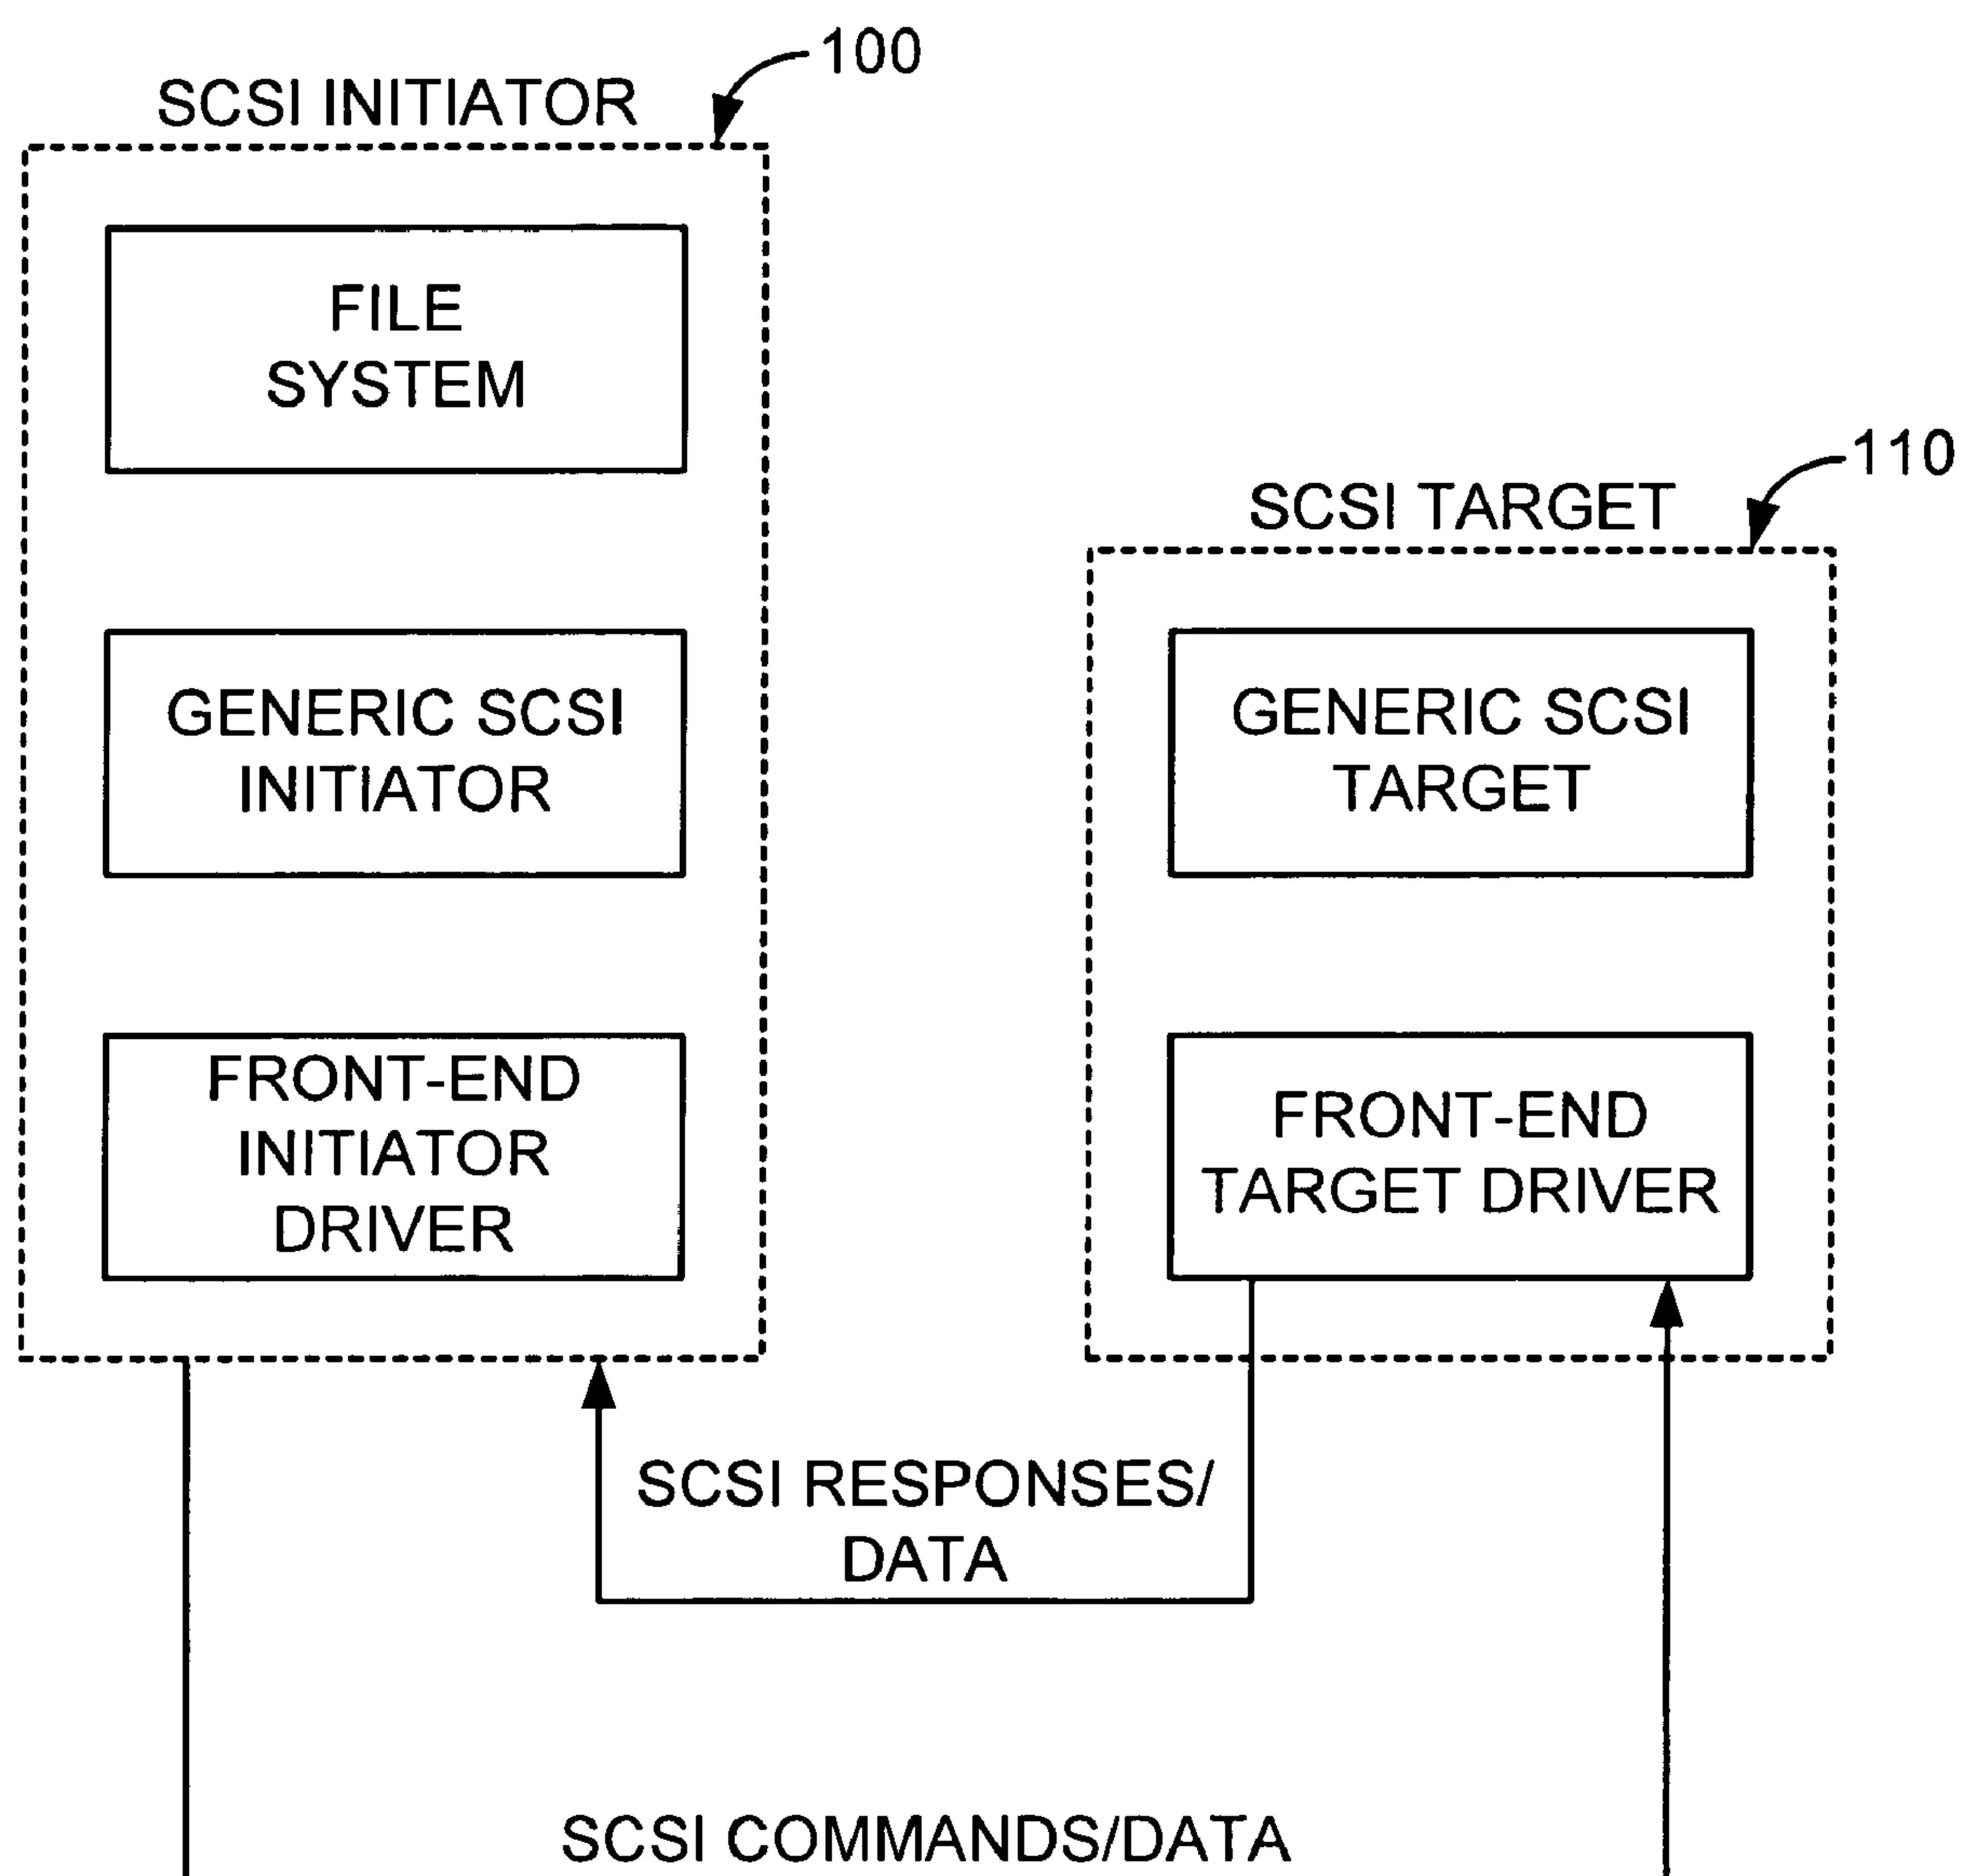 100
SCSI INITIATOR
FILE
SYSTEM
GENERIC SCSI
INITIATOR
FRONT-END
INITIATOR
DRIVER
110
SCSI TARGET
GENERIC SCSI
TARGET
FRONT-END
TARGET DRIVER
SCSI RESPONSES/
DATA
SCSI COMMANDS/DATA